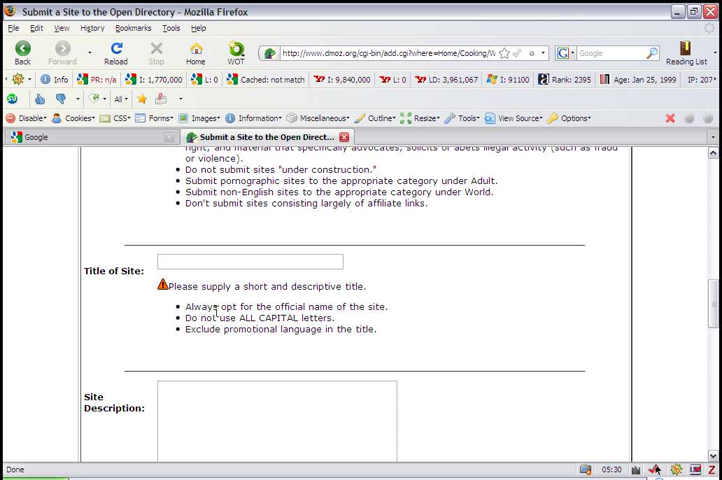 Submit a Site to the Open Directory - Mozilla Firefox
File Edit View History Bookmarks Tools Help
Back Forward Reload Stop Home WOT http://www.dmoz.org/cgi-bin/add.cgi?where=Home/Cooking/W Google Reading List
Info PR: n/a I: 1,770,000 L: 0 L: 0 Cached: not match I: 9,840,000 L: 0 LD: 3,961,067 I: 91100 Rank: 2395 Age: Jan 25, 1999 IP: 207
All
Disable Cookies CSS Forms Images Information Miscellaneous Outline Resize Tools View Source Options
Google Submit a Site to the Open Direct...
right; and material that specifically advocates, solicits or abets illegal activity (such as fraud
or violence).
Do not submit sites "under construction."
Submit pornographic sites to the appropriate category under Adult.
Submit non-English sites to the appropriate category under World.
Don't submit sites consisting largely of affiliate links.
Title of Site:
Please supply a short and descriptive title.
Always opt for the official name of the site.
Do not use ALL CAPITAL letters.
Exclude promotional language in the title.
Site
Description:
Done 05:30